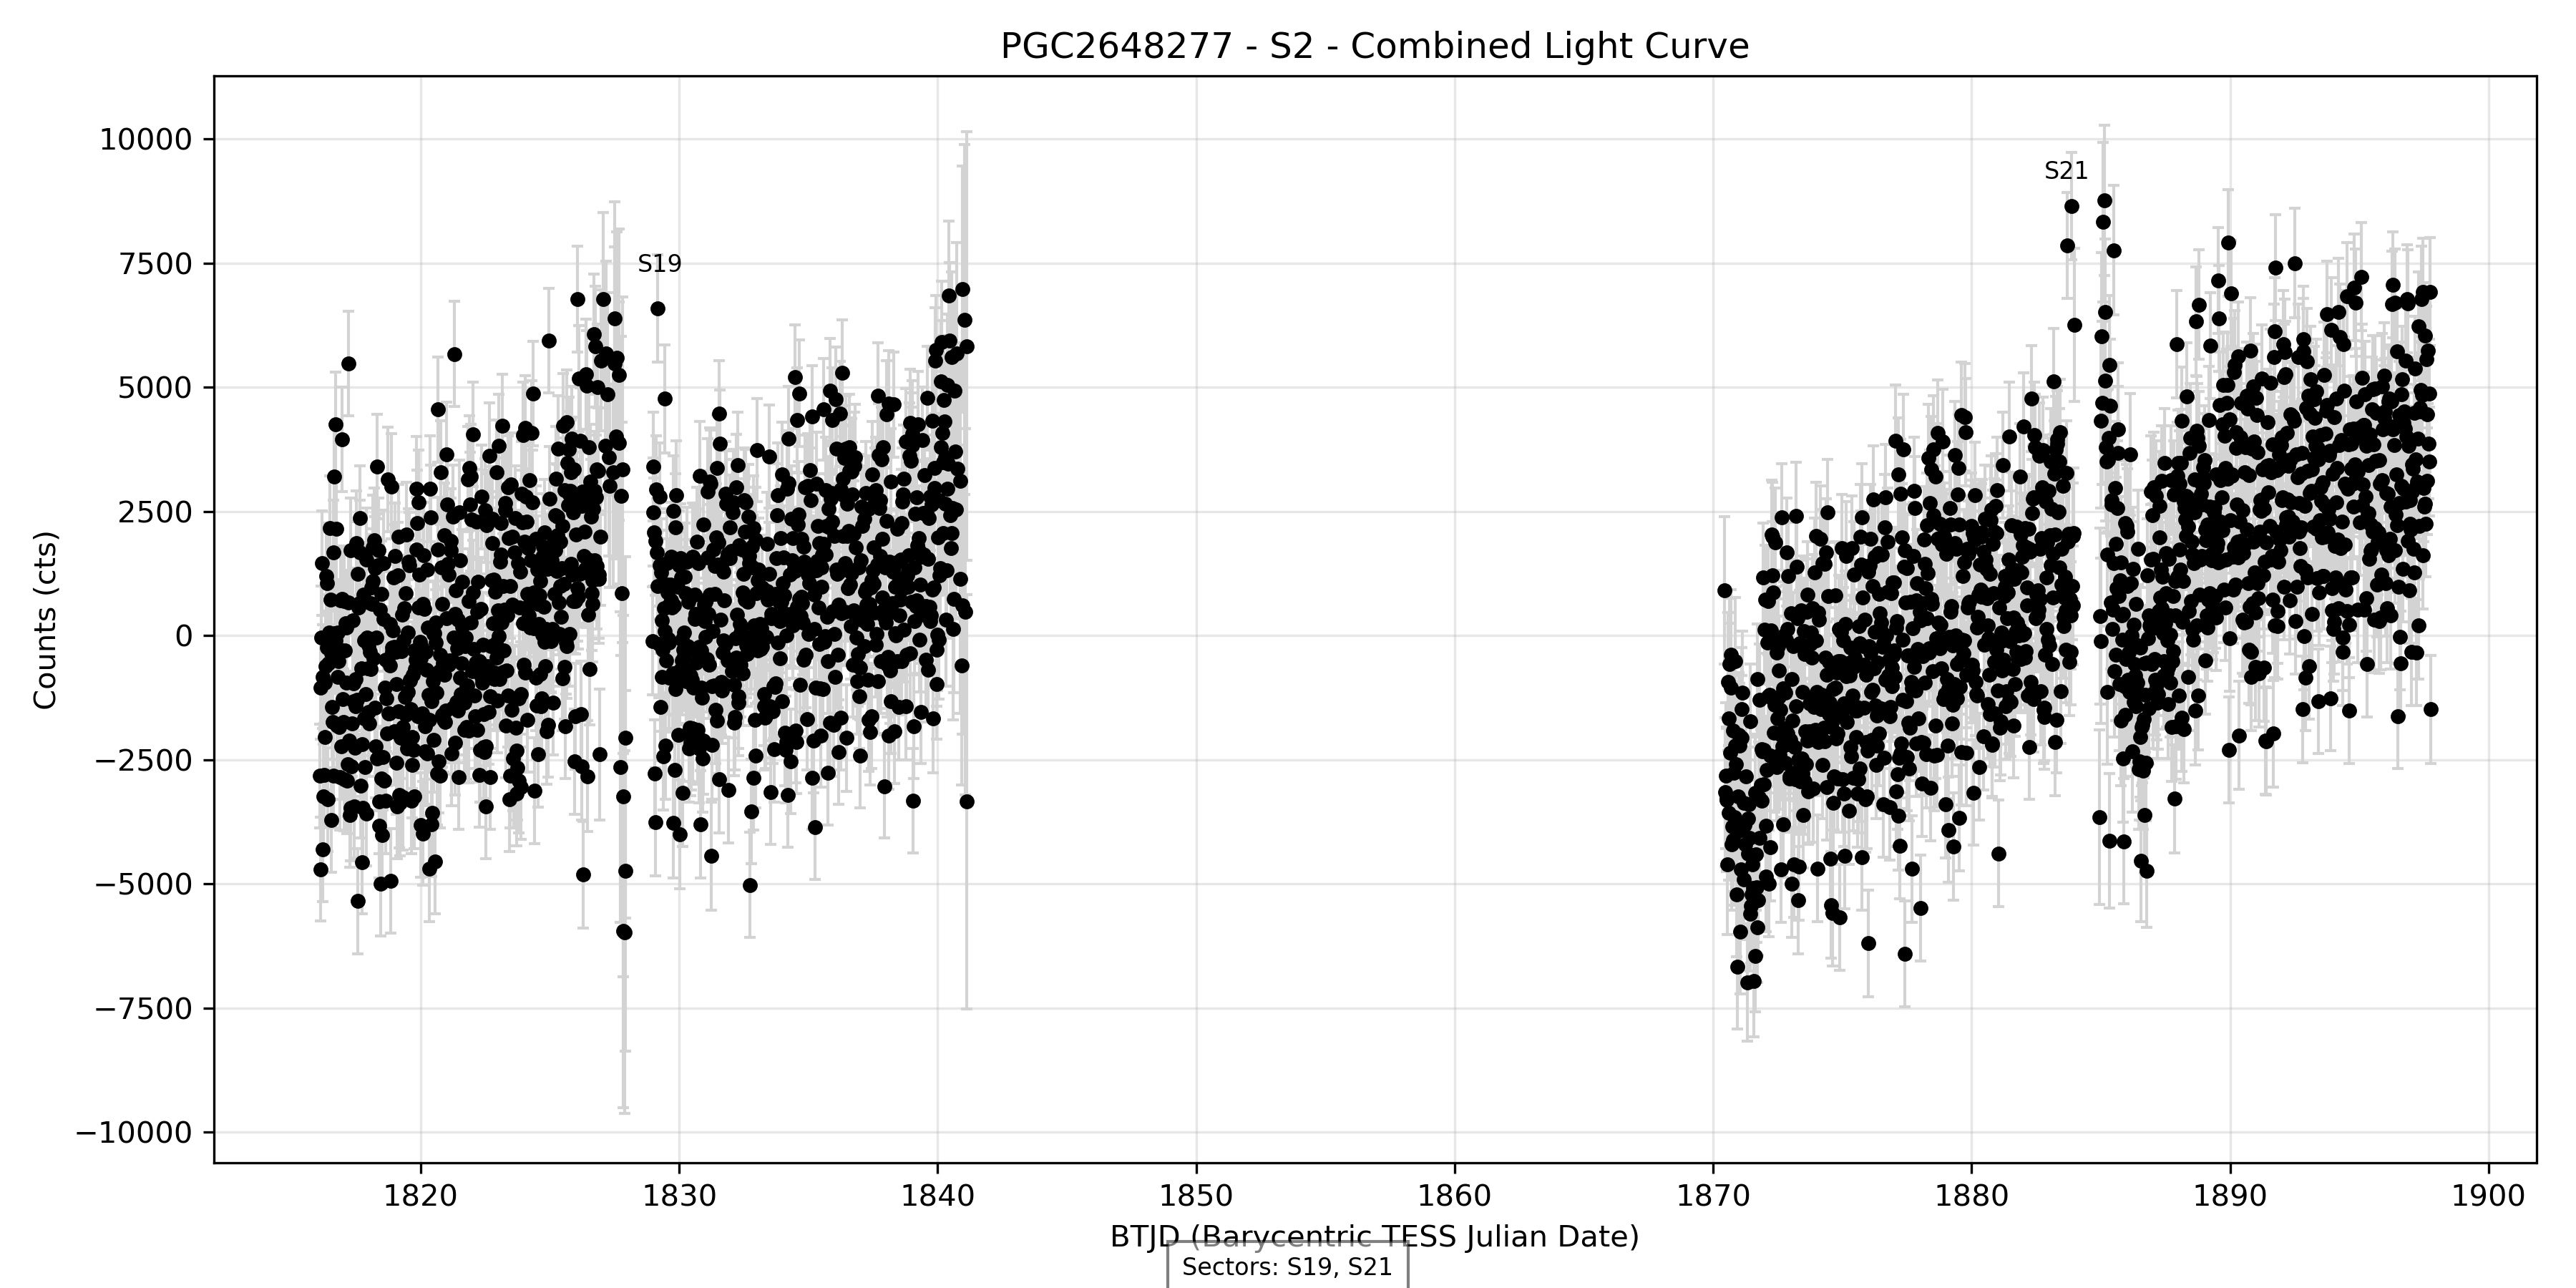 PGC2648277 - S2 - Combined Light Curve
10000
7500
5000
2500
0
−2500
−5000
−7500
−10000
Counts (cts)
S19
S21
1820 1830 1840 1850 1860 1870 1880 1890 1900
BTJD (Barycentric TESS Julian Date)
Sectors: S19, S21